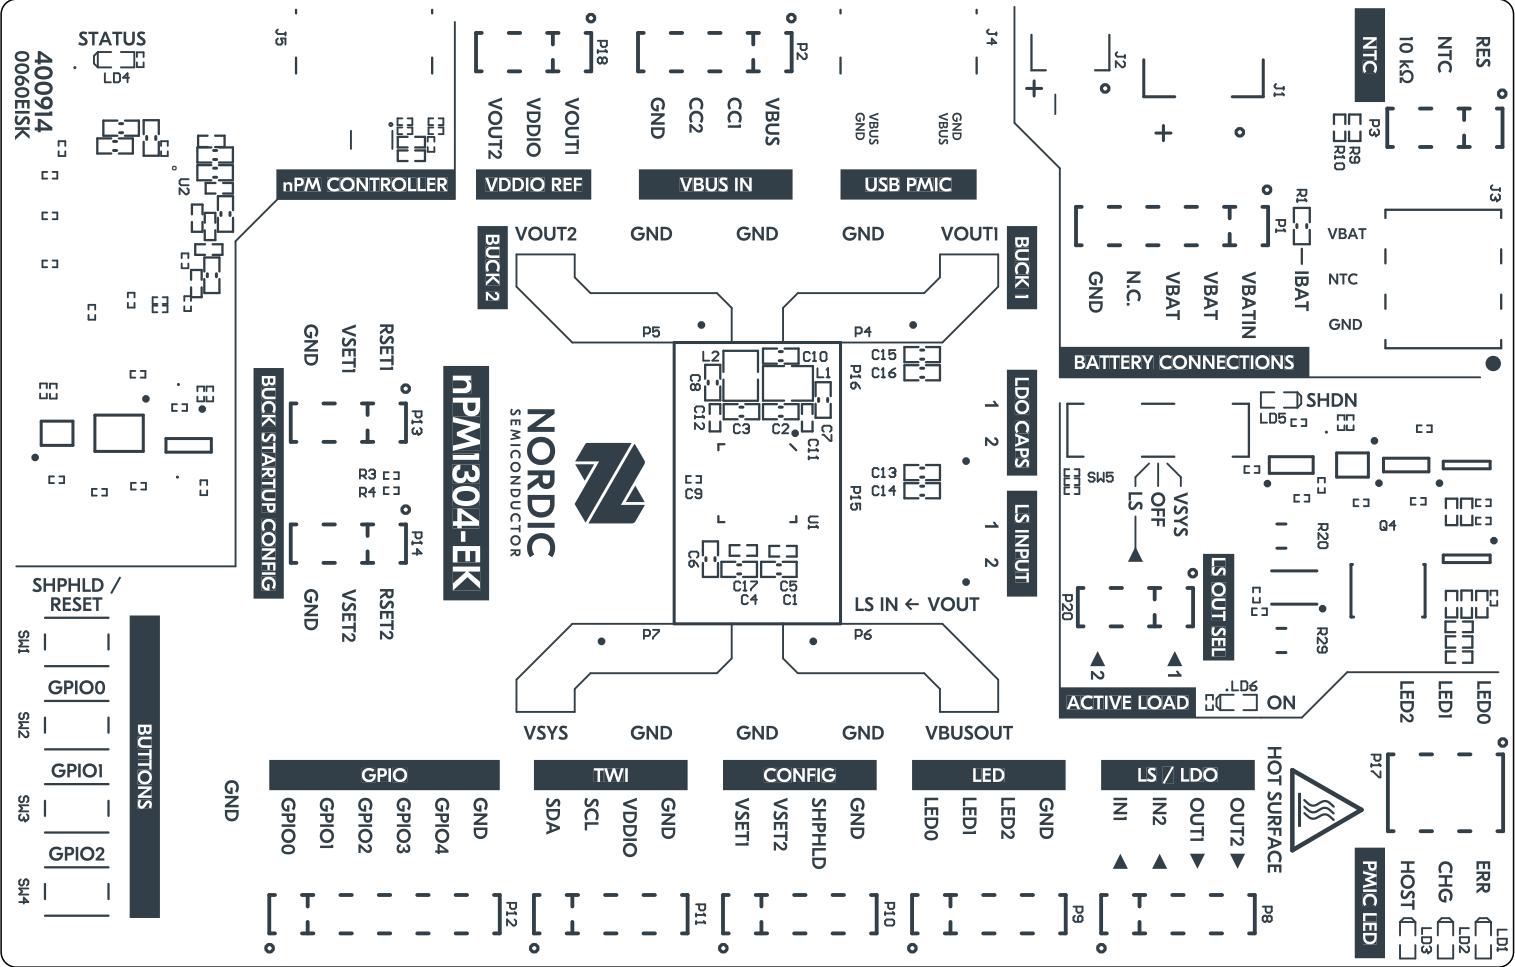 STATUS
LD4
400914
0060EISK
J5
nPM CONTROLLER
U2
P18
VOUT2
VDDIO
VOUT1
VDDIO REF
P2
GND
CC2
CC1
VBUS
VBUS IN
J4
GND
VBUS
VBUS
GND
USB PMIC
J2
J1
NTC
10 kΩ
NTC
RES
P3
R10
R9
J3
VBAT
NTC
GND
P1
R1
GND
N.C.
VBAT
VBAT
VBATIN
IBAT
BATTERY CONNECTIONS
BUCK 2
VOUT2
GND
GND
GND
VOUT1
BUCK 1
P5
P4
GND
VSET1
RSET1
BUCK STARTUP CONFIG
P13
R3
R4
P14
GND
VSET2
RSET2
nPM1304-EK
NORDIC
SEMICONDUCTOR
L2
C10
L1
C8
C12
C3
C2
C7
C11
C9
U1
C6
C17
C5
C4
C1
C15
C16
P16
C13
C14
P15
1
2
LDO CAPS
1
2
LS INPUT
LS IN ← VOUT
P7
P6
VSYS
GND
GND
GND
VBUSOUT
SHDN
LD5
SW5
LS
OFF
VSYS
P20
LS OUT SEL
2
1
R20
Q4
R29
ACTIVE LOAD
LD6
ON
LED2
LED1
LED0
P17
HOT SURFACE
SHPHLD /
RESET
SW1
GPIO0
SW2
GPIO1
SW3
GPIO2
SW4
BUTTONS
GND
GPIO
GPIO0
GPIO1
GPIO2
GPIO3
GPIO4
GND
P12
TWI
SDA
SCL
VDDIO
GND
P11
CONFIG
VSET1
VSET2
SHPHLD
GND
P10
LED
LED0
LED1
LED2
GND
P9
LS / LDO
IN1
IN2
OUT1
OUT2
P8
PMIC LED
HOST
CHG
ERR
LD3
LD2
LD1